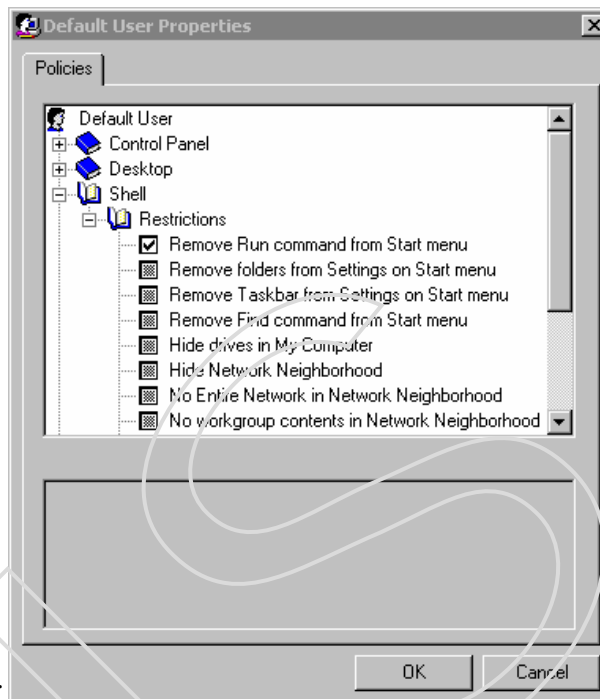 Default User Properties
Policies
Default User
Control Panel
Desktop
Shell
Restrictions
Remove Run command from Start menu
Remove folders from Settings on Start menu
Remove Taskbar from Settings on Start menu
Remove Find command from Start menu
Hide drives in My Computer
Hide Network Neighborhood
No Entire Network in Network Neighborhood
No workgroup contents in Network Neighborhood
OK
Cancel